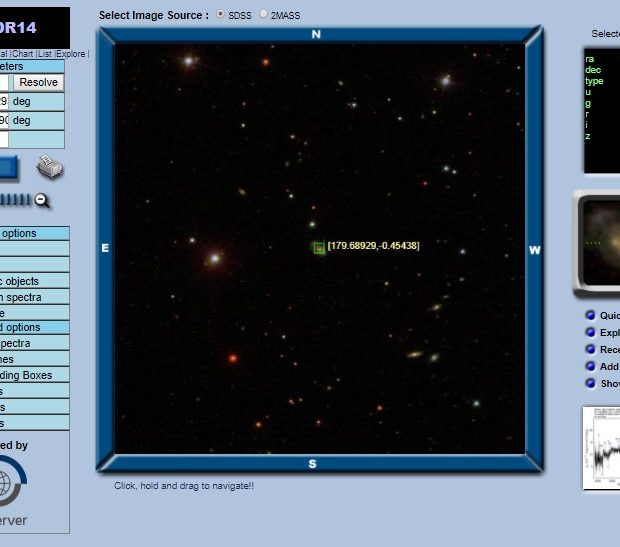 DR14
Select Image Source : SDSS 2MASS
al |Chart |List |Explore |
eters
Resolve
29 deg
90 deg
options
c objects
n spectra
e
d options
pectra
nes
ding Boxes
s
s
s
ed by
erver
N
E
W
S
[179.68929,-0.45438]
Click, hold and drag to navigate!!
Selecte
ra
dec
type
u
g
r
i
z
Quic
Expl
Rece
Add
Show